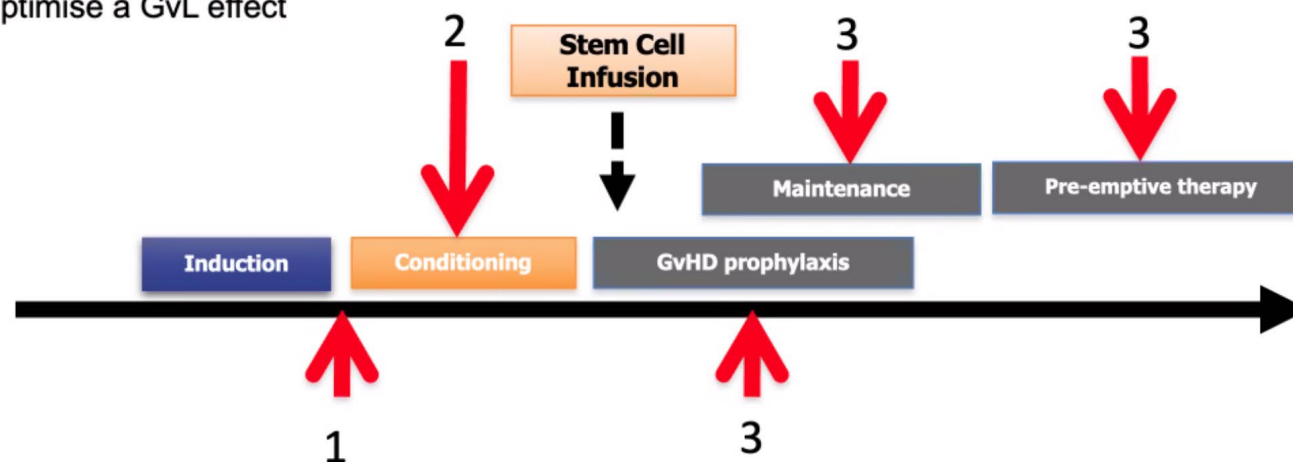 ptimise a GvL effect
2
Stem Cell
Infusion
3
3
Maintenance
Pre-emptive therapy
Induction
Conditioning
GvHD prophylaxis
1
3